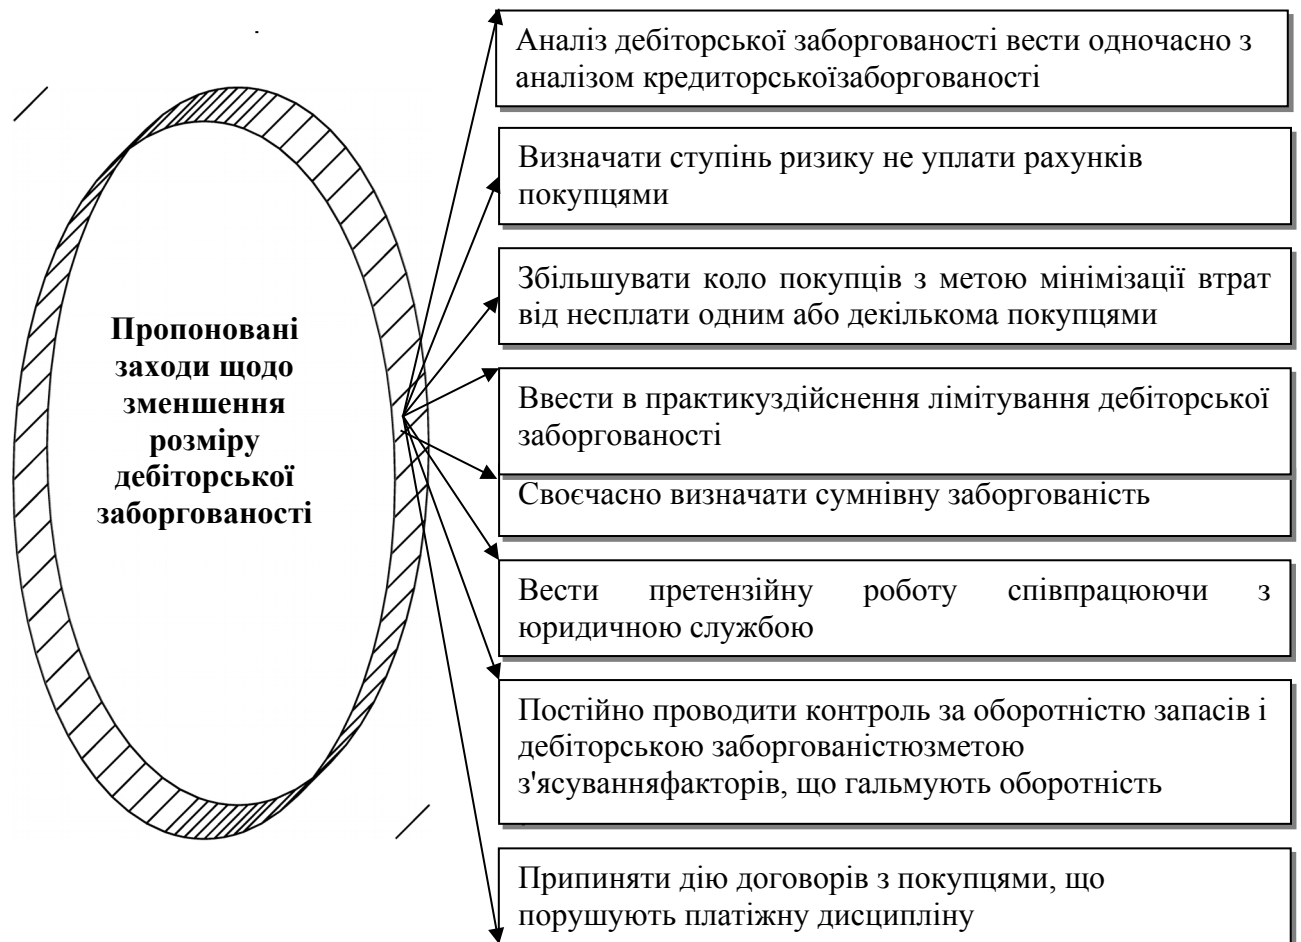 Пропоновані
заходи щодо
зменшення
розміру
дебіторської
заборгованості
Аналіз дебіторської заборгованості вести одночасно з
аналізом кредиторськоїзаборгованості
Визначати ступінь ризику не уплати рахунків
покупцями
Збільшувати коло покупців з метою мінімізації втрат
від несплати одним або декількома покупцями
Ввести в практикуздійснення лімітування дебіторської
заборгованості
Своєчасно визначати сумнівну заборгованість
Вести претензійну роботу співпрацюючи з
юридичною службою
Постійно проводити контроль за оборотністю запасів і
дебіторською заборгованістюзметою
з'ясуванняфакторів, що гальмують оборотність
Припиняти дію договорів з покупцями, що
порушують платіжну дисципліну